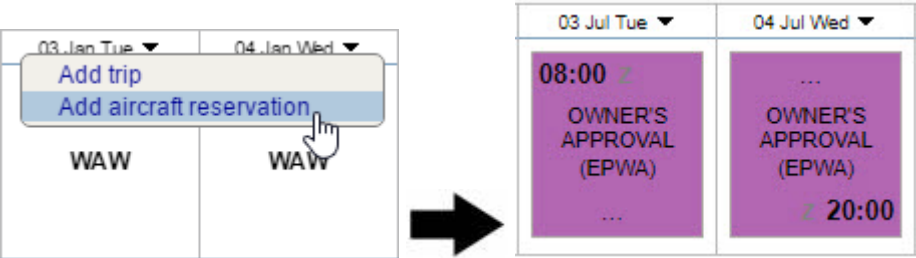 03 Jan Tue ▼
04 Jan Wed ▼
Add trip
Add aircraft reservation
WAW
WAW
03 Jul Tue ▼
04 Jul Wed ▼
08:00 Z
OWNER'S
APPROVAL
(EPWA)
...
...
OWNER'S
APPROVAL
(EPWA)
Z 20:00